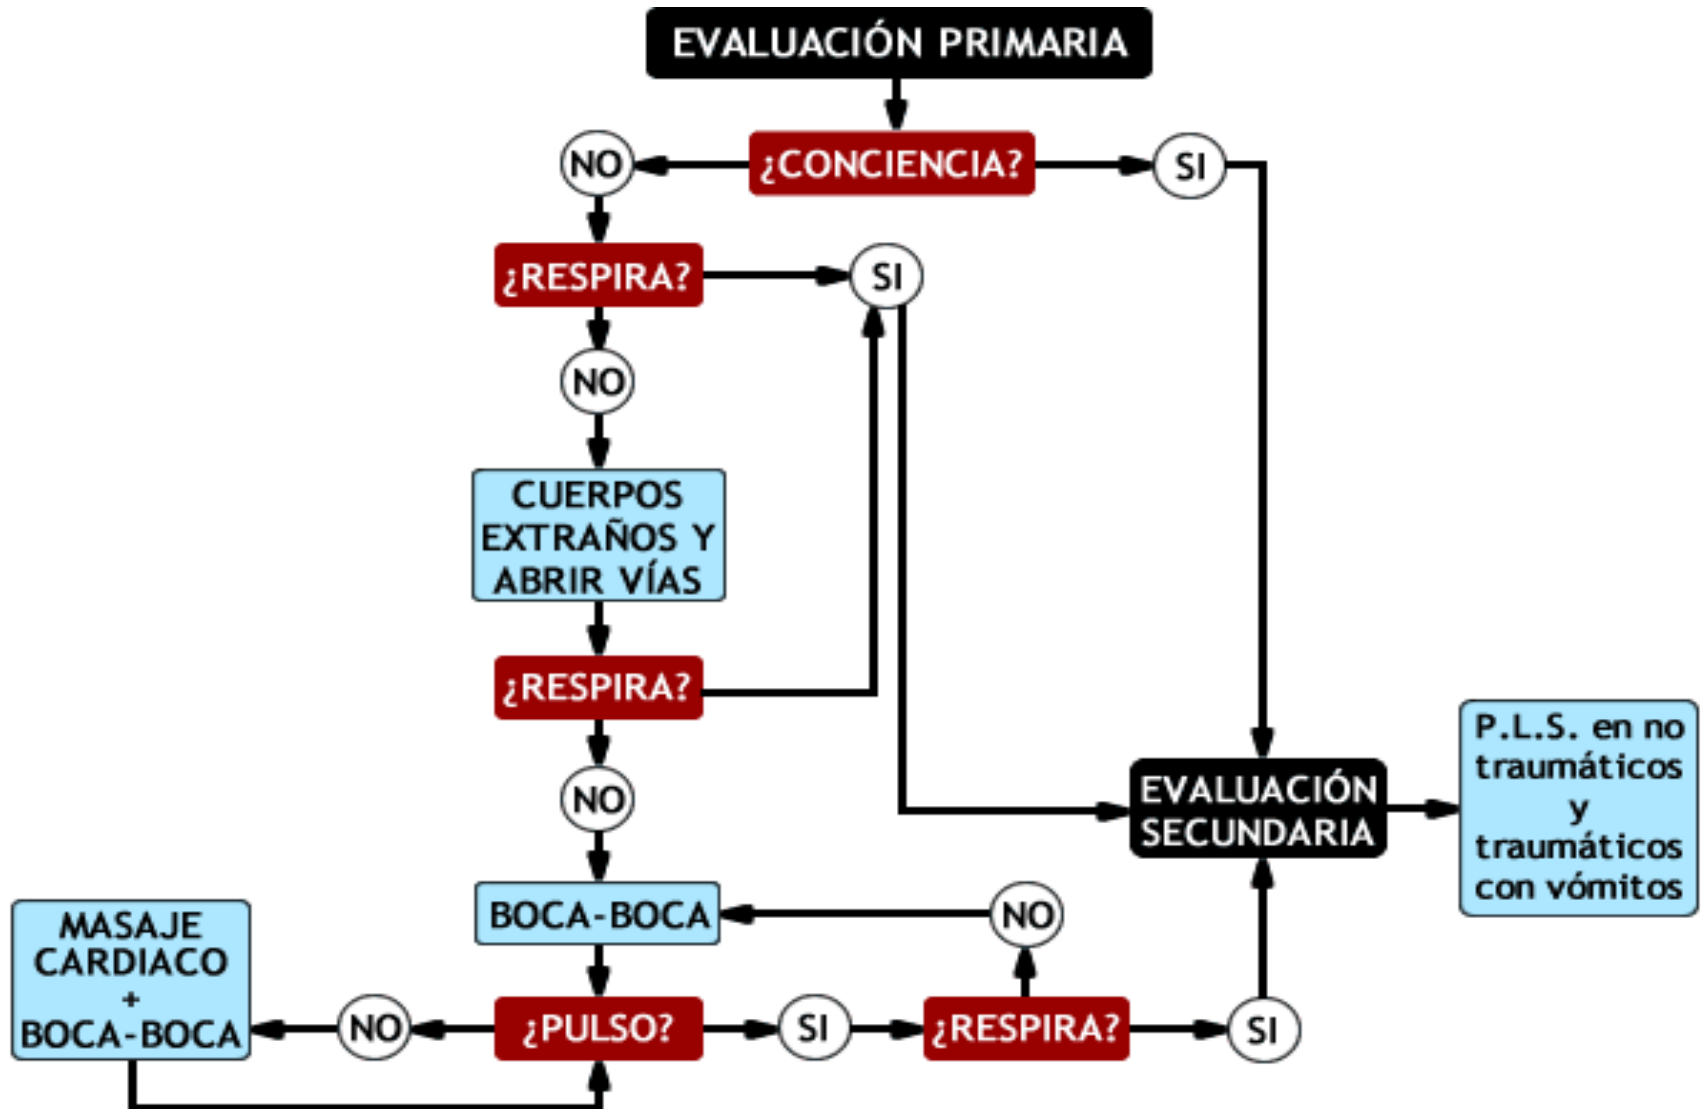 EVALUACIÓN PRIMARIA
NO
¿CONCIENCIA?
SI
¿RESPIRA?
SI
NO
CUERPOS
EXTRAÑOS Y
ABRIR VÍAS
¿RESPIRA?
NO
EVALUACIÓN
SECUNDARIA
P.L.S. en no
traumáticos
y
traumáticos
con vómitos
BOCA-BOCA
NO
MASAJE
CARDIACO
+
BOCA-BOCA
NO
¿PULSO?
SI
¿RESPIRA?
SI